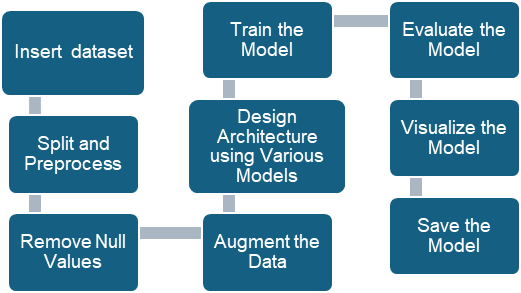 Insert dataset
Split and
Preprocess
Remove Null
Values
Augment the
Data
Design
Architecture
using Various
Models
Train the
Model
Evaluate the
Model
Visualize the
Model
Save the
Model